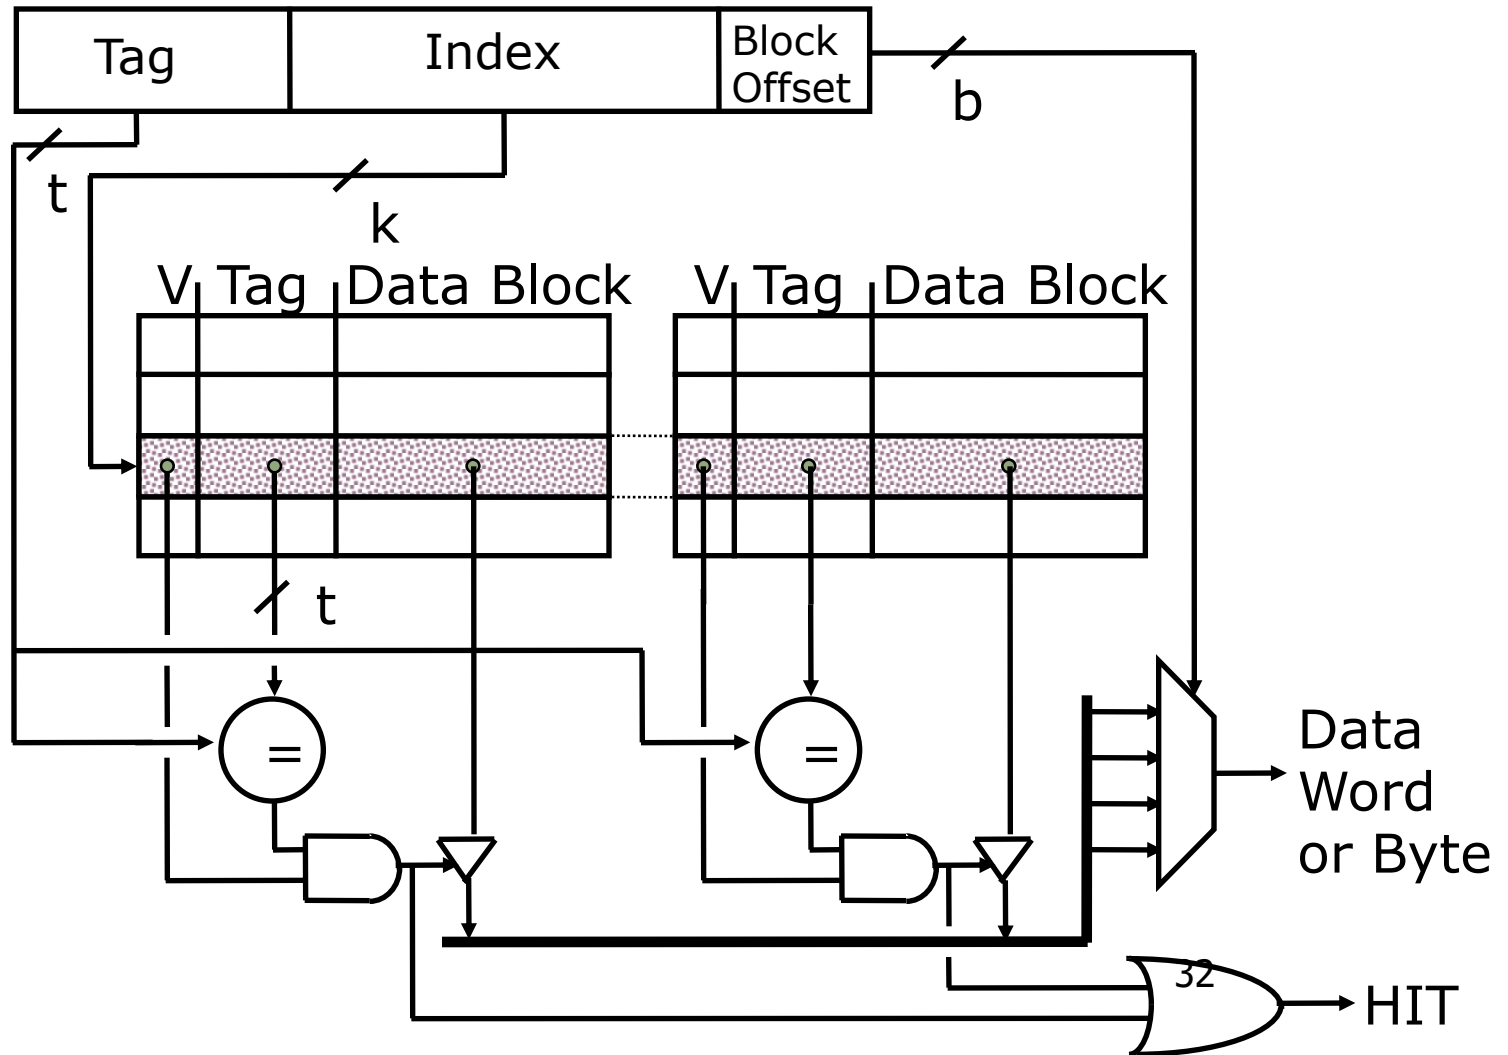 Tag
Index
Block
Offset
b
t
k
V Tag Data Block
V Tag Data Block
t
=
=
Data
Word
or Byte
32
HIT